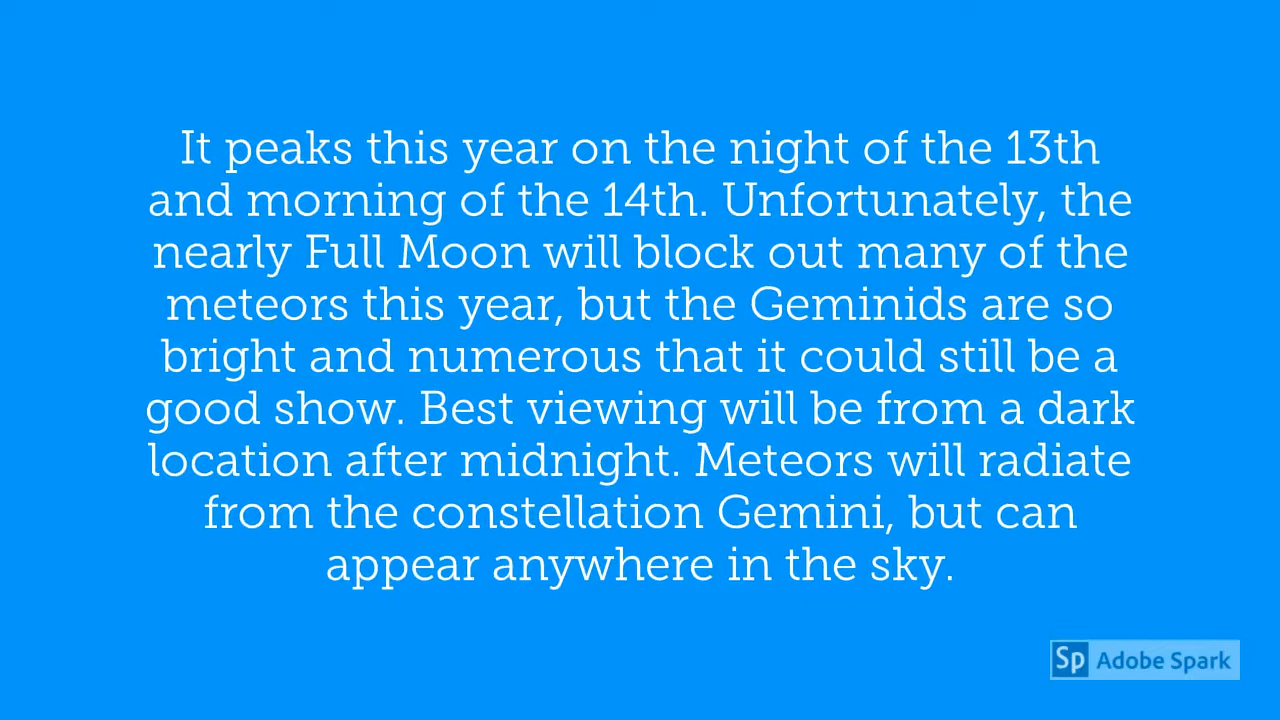 It peaks this year on the night of the 13th
and morning of the 14th. Unfortunately, the
nearly Full Moon will block out many of the
meteors this year, but the Geminids are so
bright and numerous that it could still be a
good show. Best viewing will be from a dark
location after midnight. Meteors will radiate
from the constellation Gemini, but can
appear anywhere in the sky.
Sp Adobe Spark